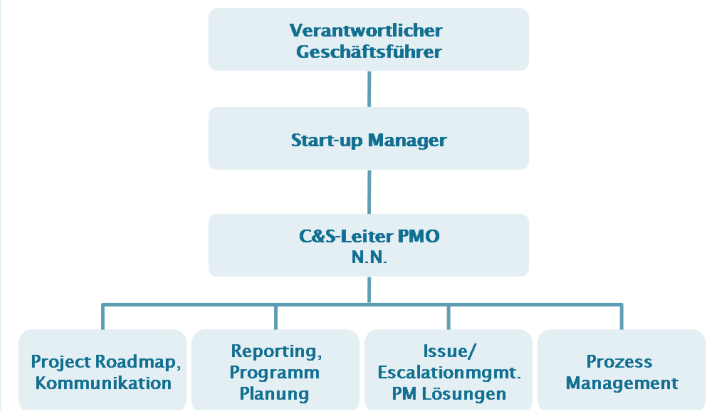 Verantwortlicher
Geschäftsführer
Start-up Manager
C&S-Leiter PMO
N.N.
Project Roadmap,
Kommunikation
Reporting,
Programm
Planung
Issue/
Escalationmgmt.
PM Lösungen
Prozess
Management